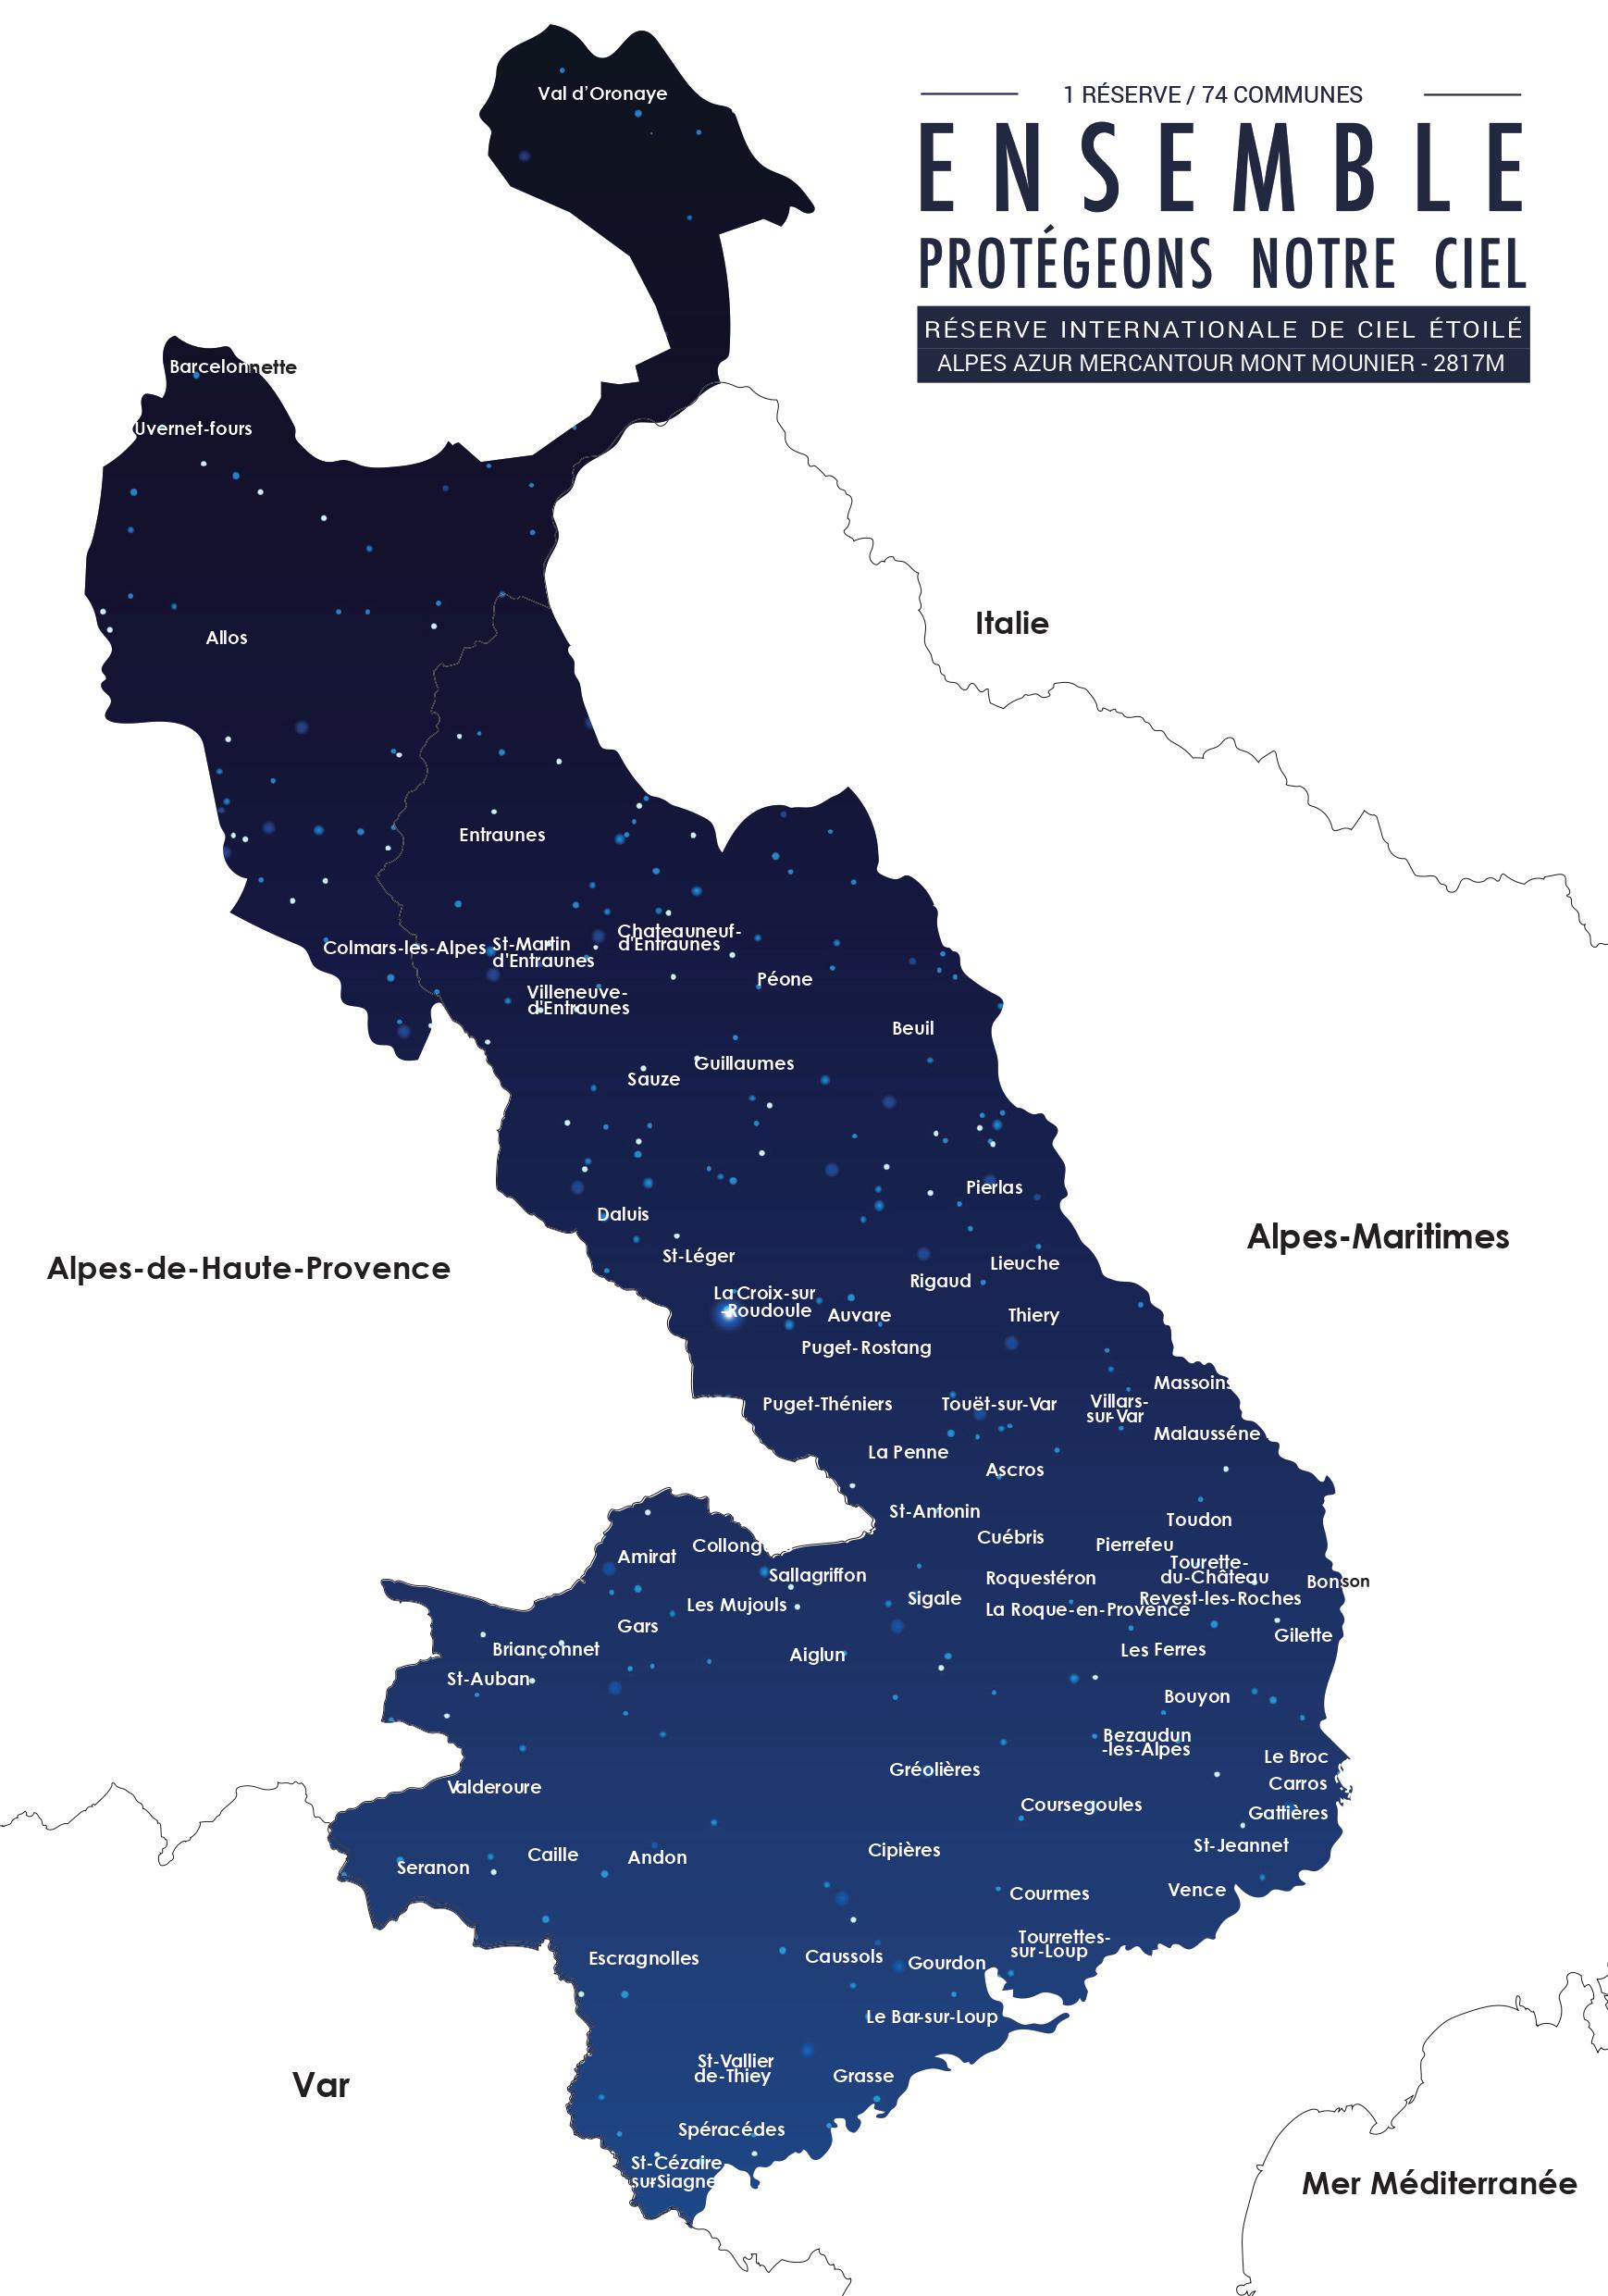 1 RÉSERVE / 74 COMMUNES
ENSEMBLE
PROTÉGEONS NOTRE CIEL
RÉSERVE INTERNATIONALE DE CIEL ÉTOILÉ
ALPES AZUR MERCANTOUR MONT MOUNIER - 2817M
Val d'Oronaye
Barcelonnette
Uvernet-fours
Italie
Allos
Entraunes
Colmars-les-Alpes
St-Martin
d'Entraunes
Chateauneuf-
d'Entraunes
Villeneuve-
d'Entraunes
Péone
Beuil
Guillaumes
Sauze
Pierlas
Daluis
Alpes-Maritimes
St-Léger
Alpes-de-Haute-Provence
Lieuche
Rigaud
La Croix-sur
-Roudoule
Auvare
Thiery
Puget-Rostang
Massoins
Puget-Théniers
Touët-sur-Var
Villars-
sur-Var
Malausséne
La Penne
Ascros
St-Antonin
Toudon
Cuébris
Pierrefeu
Collong
Amirat
Tourette-
du-Château
Sallagriffon
Roquestéron
Bonson
Sigale
Revest-les-Roches
Les Mujouls
La Roque-en-Provence
Gars
Gilette
Briançonnet
Les Ferres
Aiglun
St-Auban
Bouyon
Bezaudun
-les-Alpes
Le Broc
Gréolières
Carros
Valderoure
Coursegoules
Gattières
St-Jeannet
Cipières
Caille
Andon
Seranon
Vence
Courmes
Tourrettes-
sur-Loup
Escragnolles
Caussols
Gourdon
Le Bar-sur-Loup
St-Vallier
de-Thiey
Grasse
Var
Spéracédes
St-Cézaire
surSiagne
Mer Méditerranée